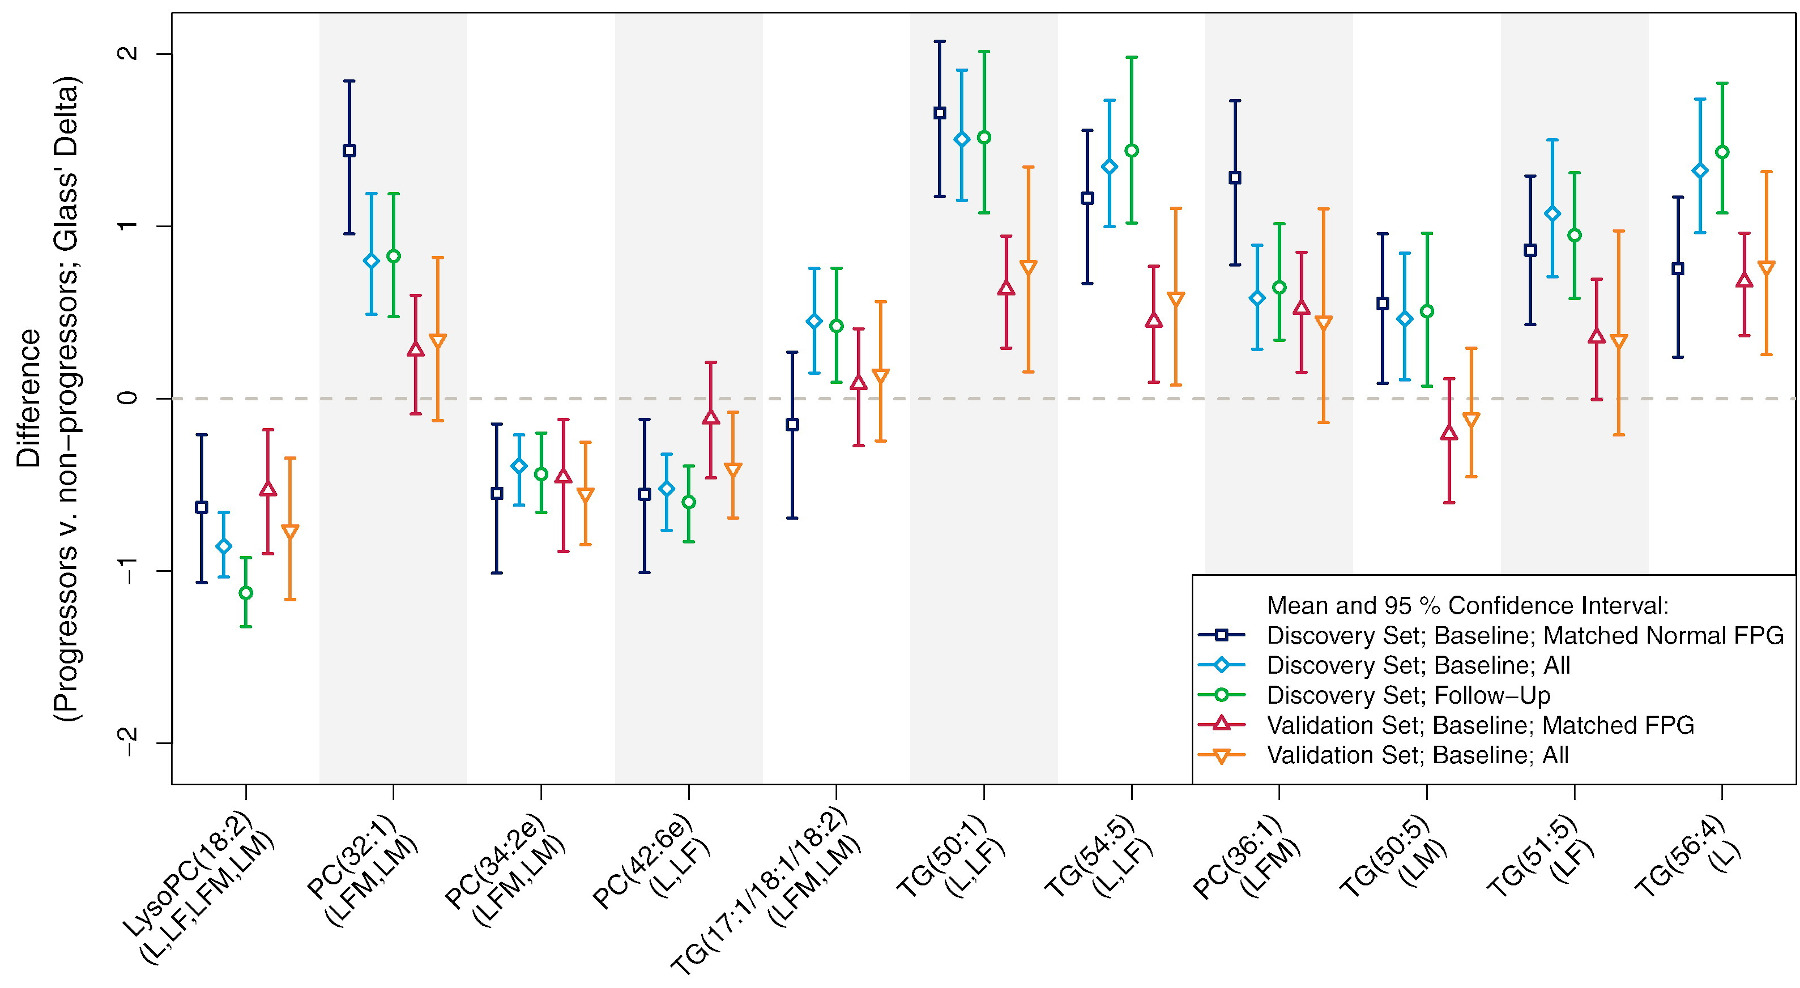 Difference
(Progressors v. non−progressors; Glass' Delta)
2
1
0
−1
−2
Mean and 95 % Confidence Interval:
Discovery Set; Baseline; Matched Normal FPG
Discovery Set; Baseline; All
Discovery Set; Follow−Up
Validation Set; Baseline; Matched FPG
Validation Set; Baseline; All
LysoPC(18:2)
(L,LF,LFM,LM)
PC(32:1)
(LFM,LM)
PC(34:2e)
(LFM,LM)
PC(42:6e)
(L,LF)
TG(17:1/18:1/18:2)
(LFM,LM)
TG(50:1)
(L,LF)
TG(54:5)
(L,LF)
PC(36:1)
(LFM)
TG(50:5)
(LM)
TG(51:5)
(LF)
TG(56:4)
(L)